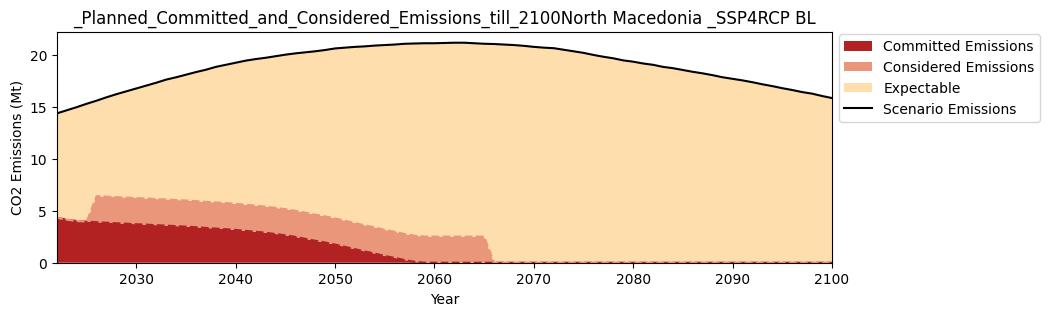 _Planned_Committed_and_Considered_Emissions_till_2100North Macedonia _SSP4RCP BL
Committed Emissions
Considered Emissions
Expectable
Scenario Emissions
CO2 Emissions (Mt)
20
15
10
5
0
2030 2040 2050 2060 2070 2080 2090 2100
Year